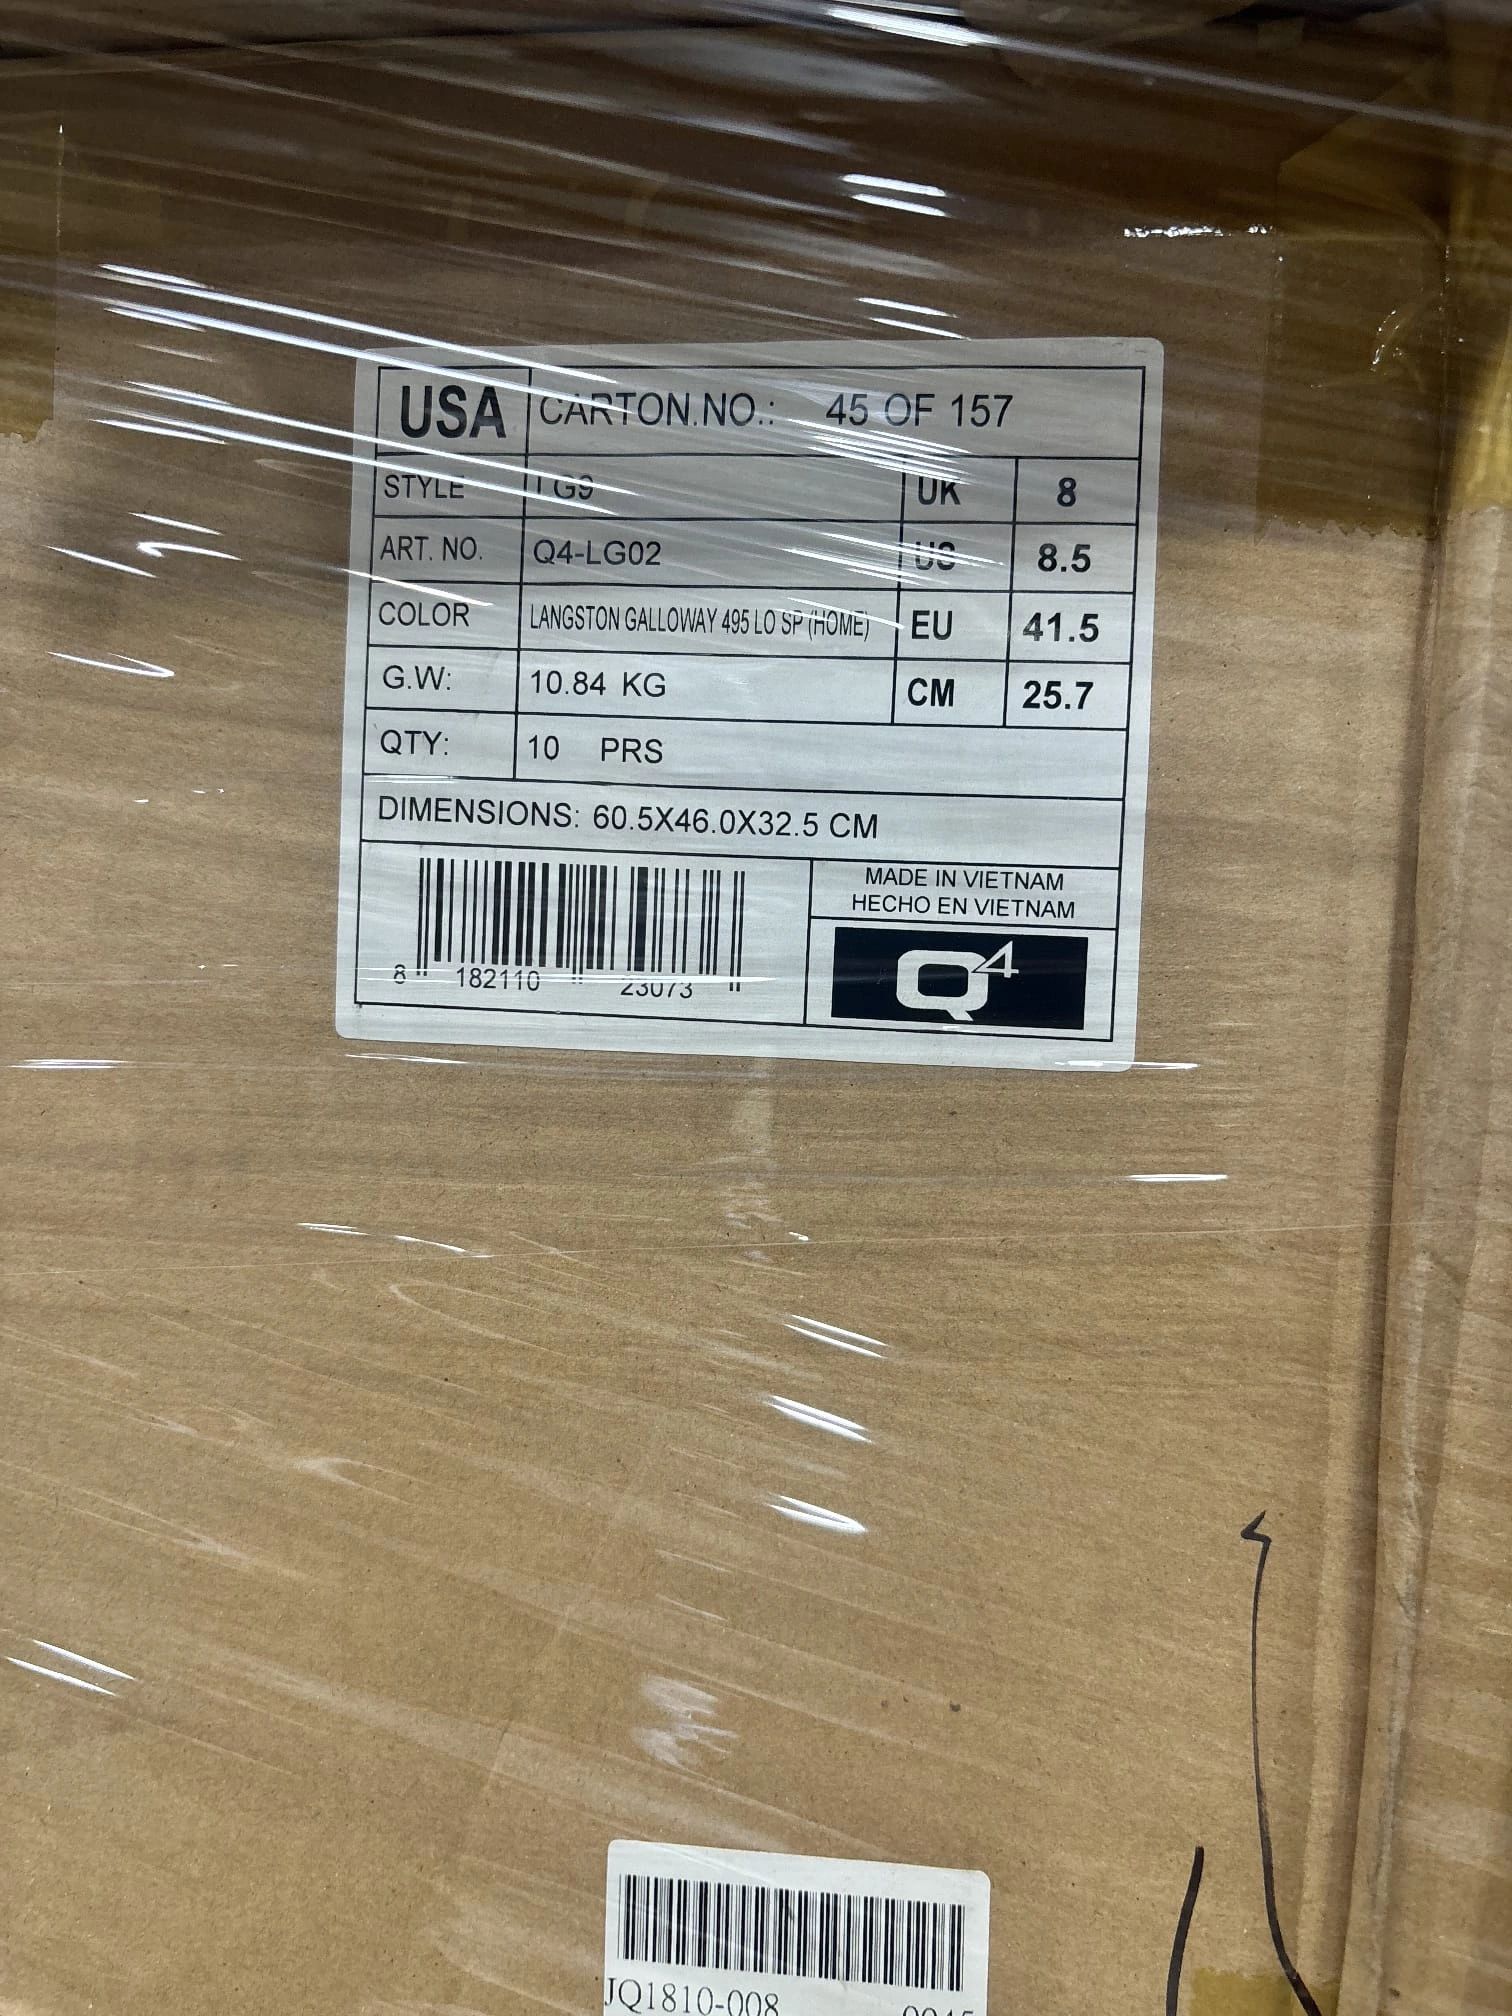 USA CARTON.NO.: 45 OF 157
STYLE LG9 UK 8
ART. NO. Q4-LG02 US 8.5
COLOR LANGSTON GALLOWAY 495 LO SP (HOME) EU 41.5
G.W: 10.84 KG CM 25.7
QTY: 10 PRS
DIMENSIONS: 60.5X46.0X32.5 CM
MADE IN VIETNAM
HECHO EN VIETNAM
8 182110 23073
Q4
JQ1810-008 0045